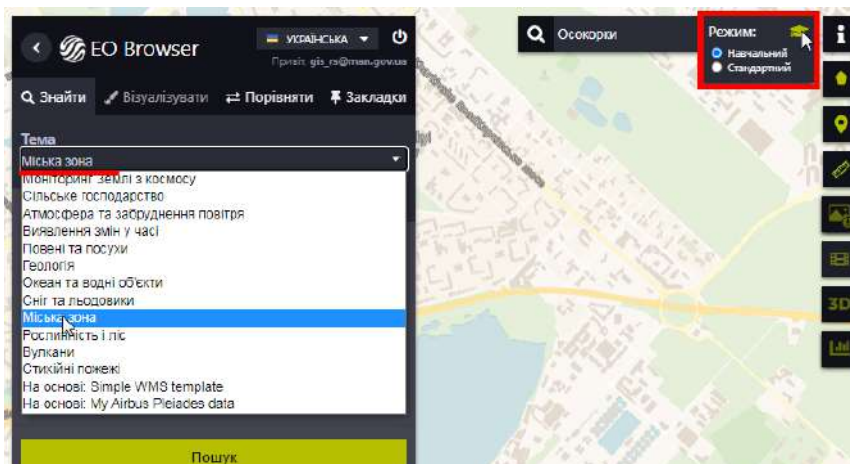 EO Browser
УКРАЇНСЬКА
Привіт, gis_rs@man.gov.ua
Знайти Візуалізувати Порівняти Закладки
Тема
Міська зона
Моніторинг Землі з космосу
Сільське господарство
Атмосфера та забруднення повітря
Виявлення змін у часі
Повені та посухи
Геологія
Океан та водні об'єкти
Сніг та льодовики
Міська зона
Рослинність і ліс
Вулкани
Стихійні пожежі
На основі: Simple WMS template
На основі: My Airbus Pleiades data
Пошук
Осокорки
Режим:
Навчальний
Стандартний
3D